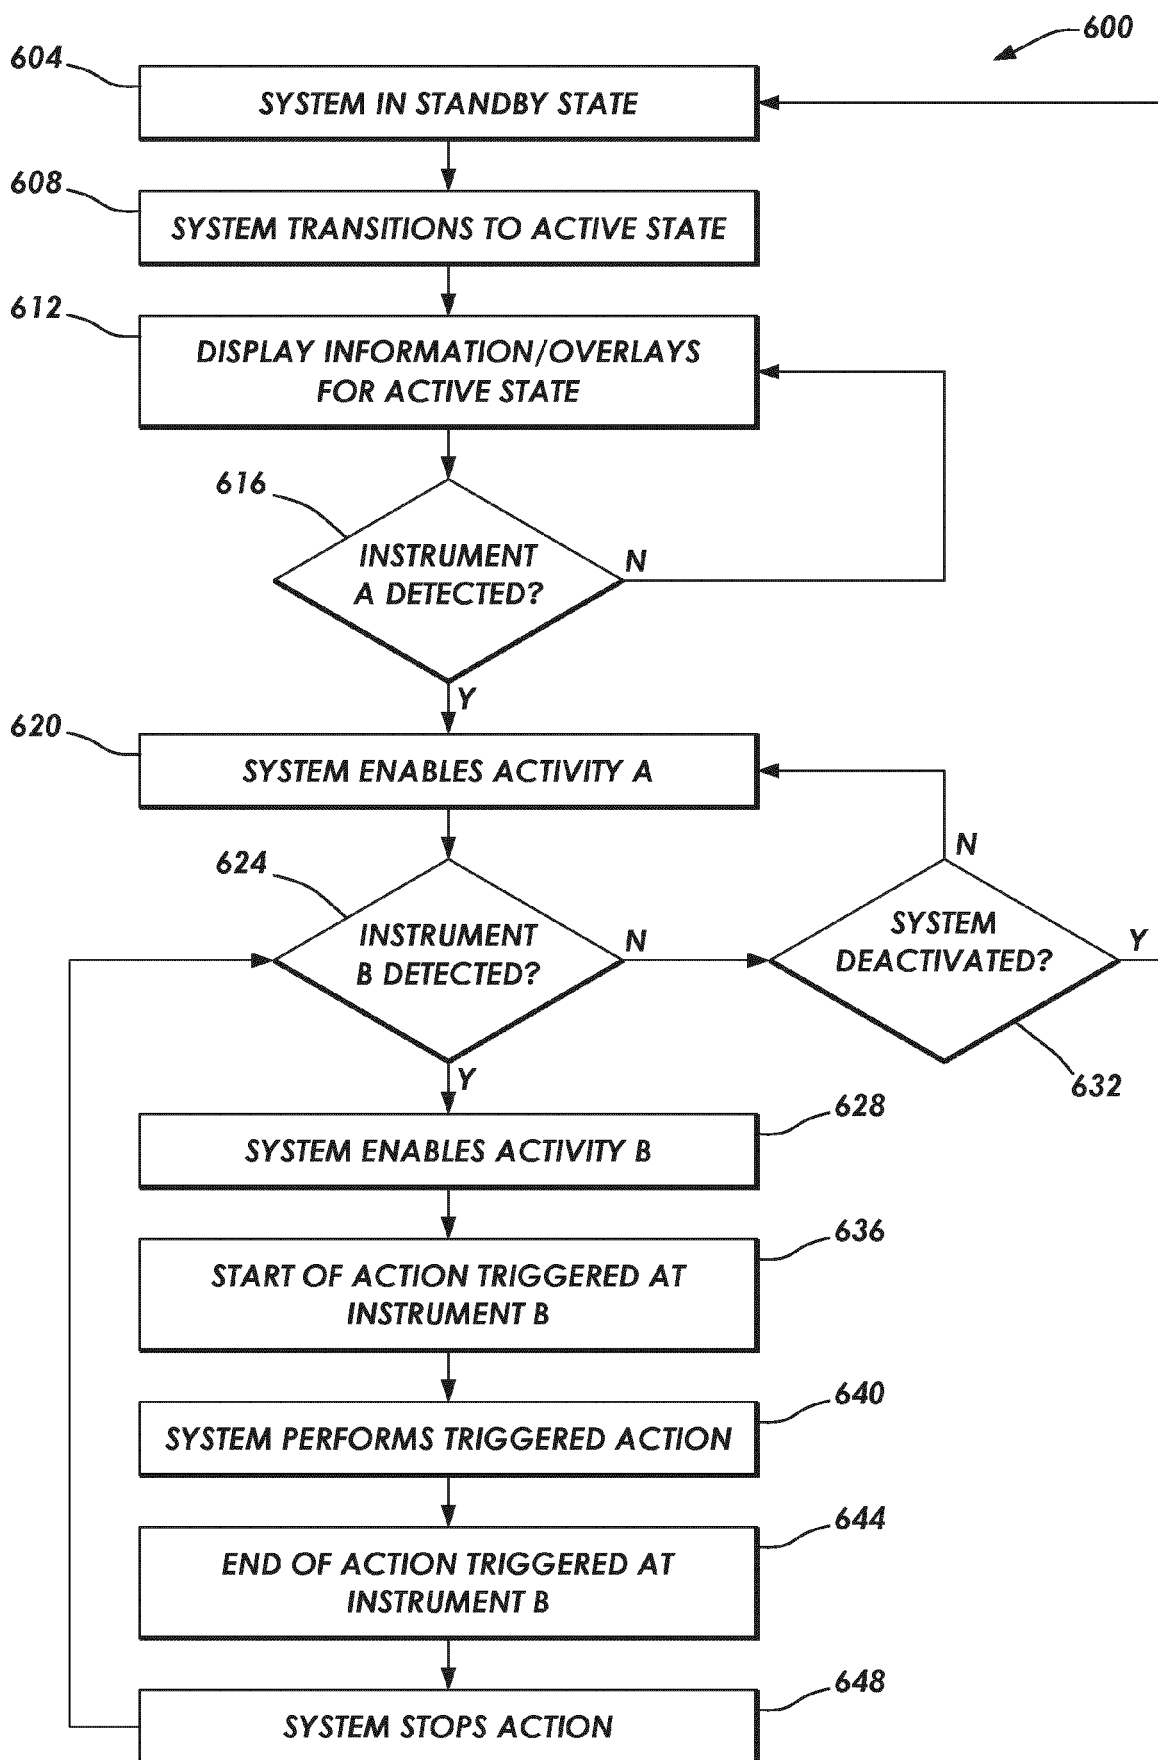 600
604
SYSTEM IN STANDBY STATE
608
SYSTEM TRANSITIONS TO ACTIVE STATE
612
DISPLAY INFORMATION/OVERLAYS
FOR ACTIVE STATE
616
INSTRUMENT
A DETECTED?
N
Y
620
SYSTEM ENABLES ACTIVITY A
624
INSTRUMENT
B DETECTED?
N
Y
SYSTEM
DEACTIVATED?
N
Y
632
628
SYSTEM ENABLES ACTIVITY B
636
START OF ACTION TRIGGERED AT
INSTRUMENT B
640
SYSTEM PERFORMS TRIGGERED ACTION
644
END OF ACTION TRIGGERED AT
INSTRUMENT B
648
SYSTEM STOPS ACTION